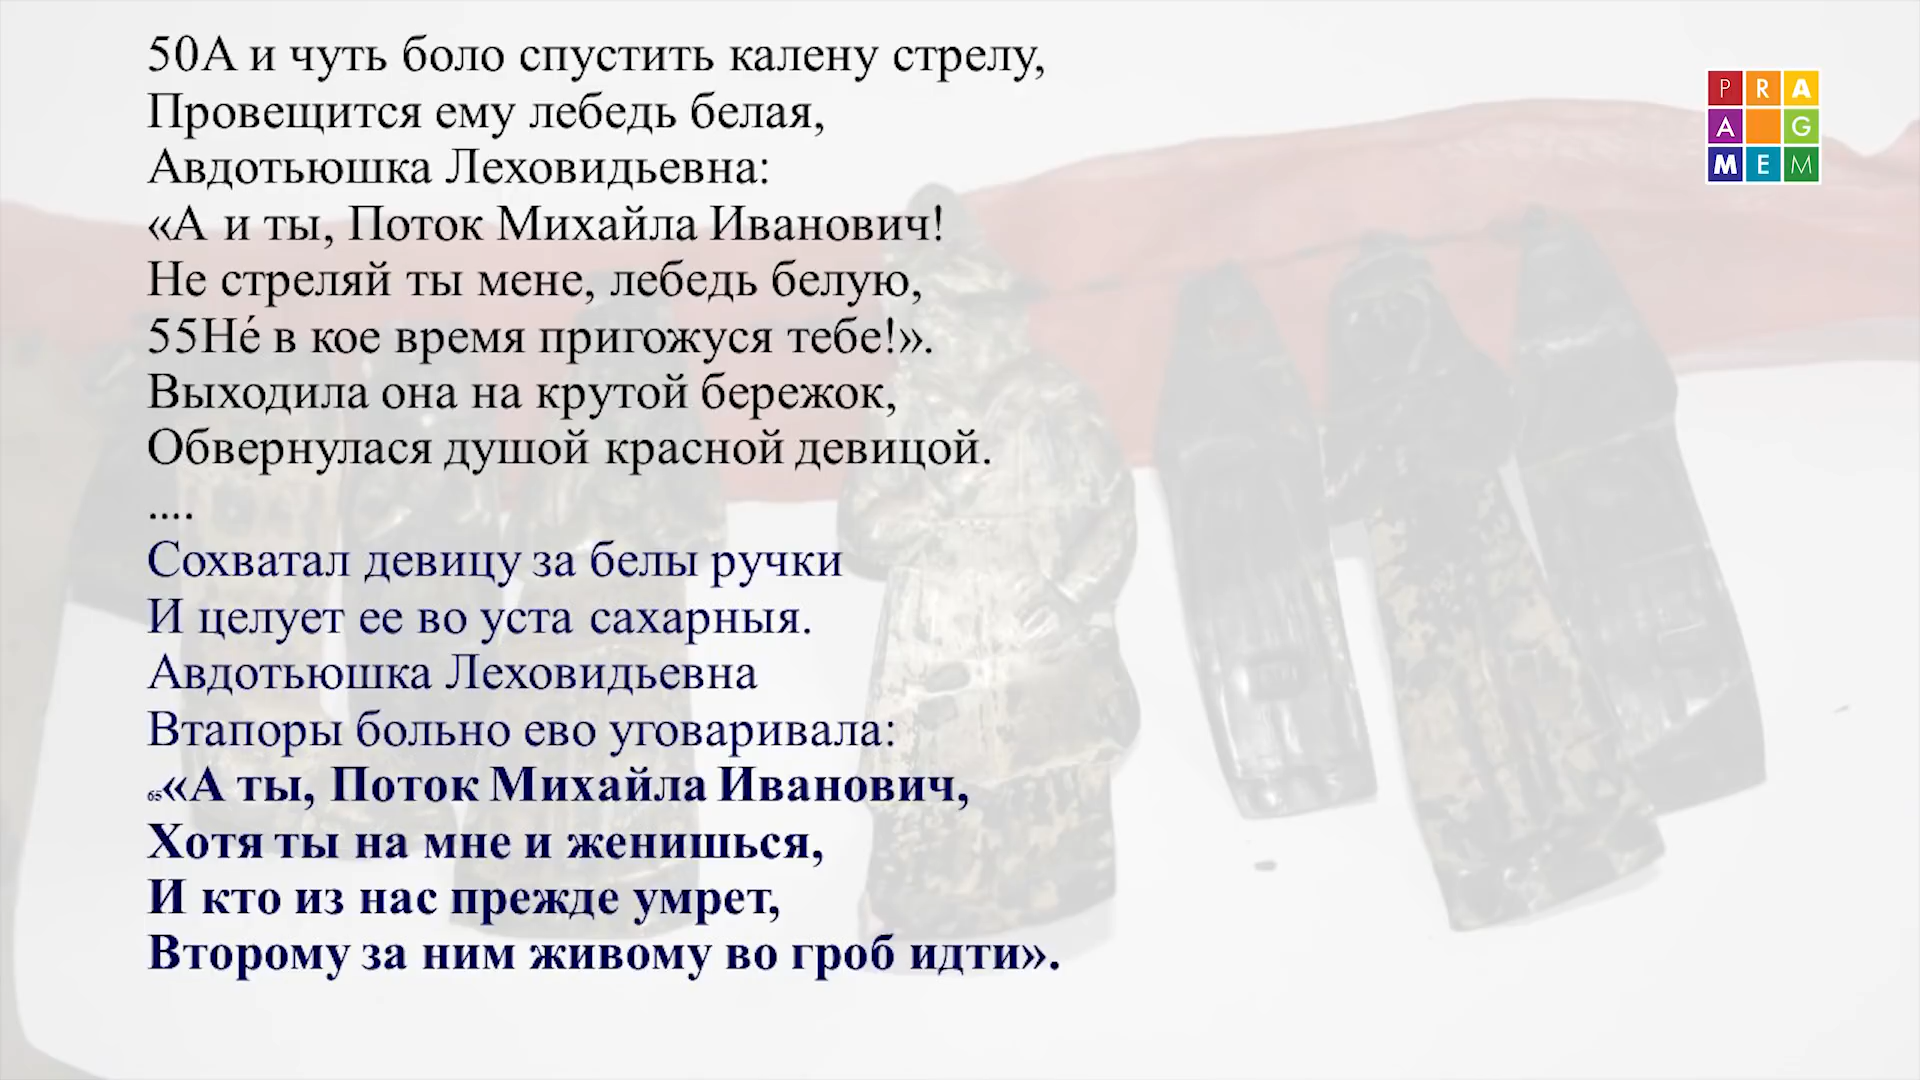 50А и чуть боло спустить калену стрелу,
Провещится ему лебедь белая,
Авдотьюшка Леховидьевна:
«А и ты, Поток Михайла Иванович!
Не стреляй ты мене, лебедь белую,
55Не́ в кое время пригожуся тебе!».
Выходила она на крутой бережок,
Обвернулася душой красной девицой.
....
Сохватал девицу за белы ручки
И целует ее во уста сахарныя.
Авдотьюшка Леховидьевна
Втапоры больно ево уговаривала:
65«А ты, Поток Михайла Иванович,
Хотя ты на мне и женишься,
И кто из нас прежде умрет,
Второму за ним живому во гроб идти».
PRA
A G
MEM